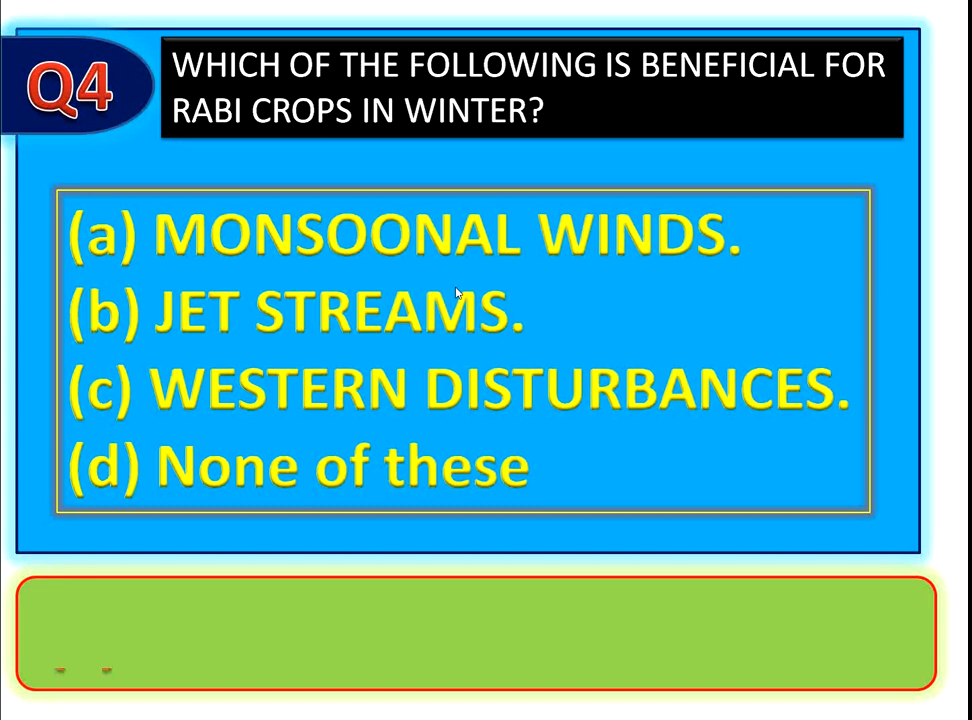 Q4
WHICH OF THE FOLLOWING IS BENEFICIAL FOR
RABI CROPS IN WINTER?
(a) MONSOONAL WINDS.
(b) JET STREAMS.
(c) WESTERN DISTURBANCES.
(d) None of these